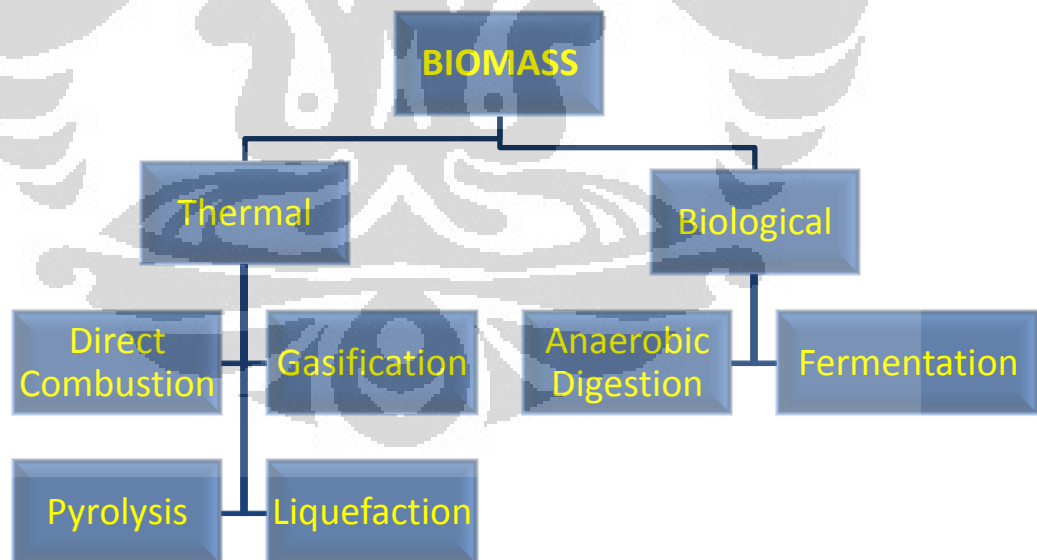 BIOMASS
Thermal
Biological
Direct
Combustion
Gasification
Anaerobic
Digestion
Fermentation
Pyrolysis
Liquefaction